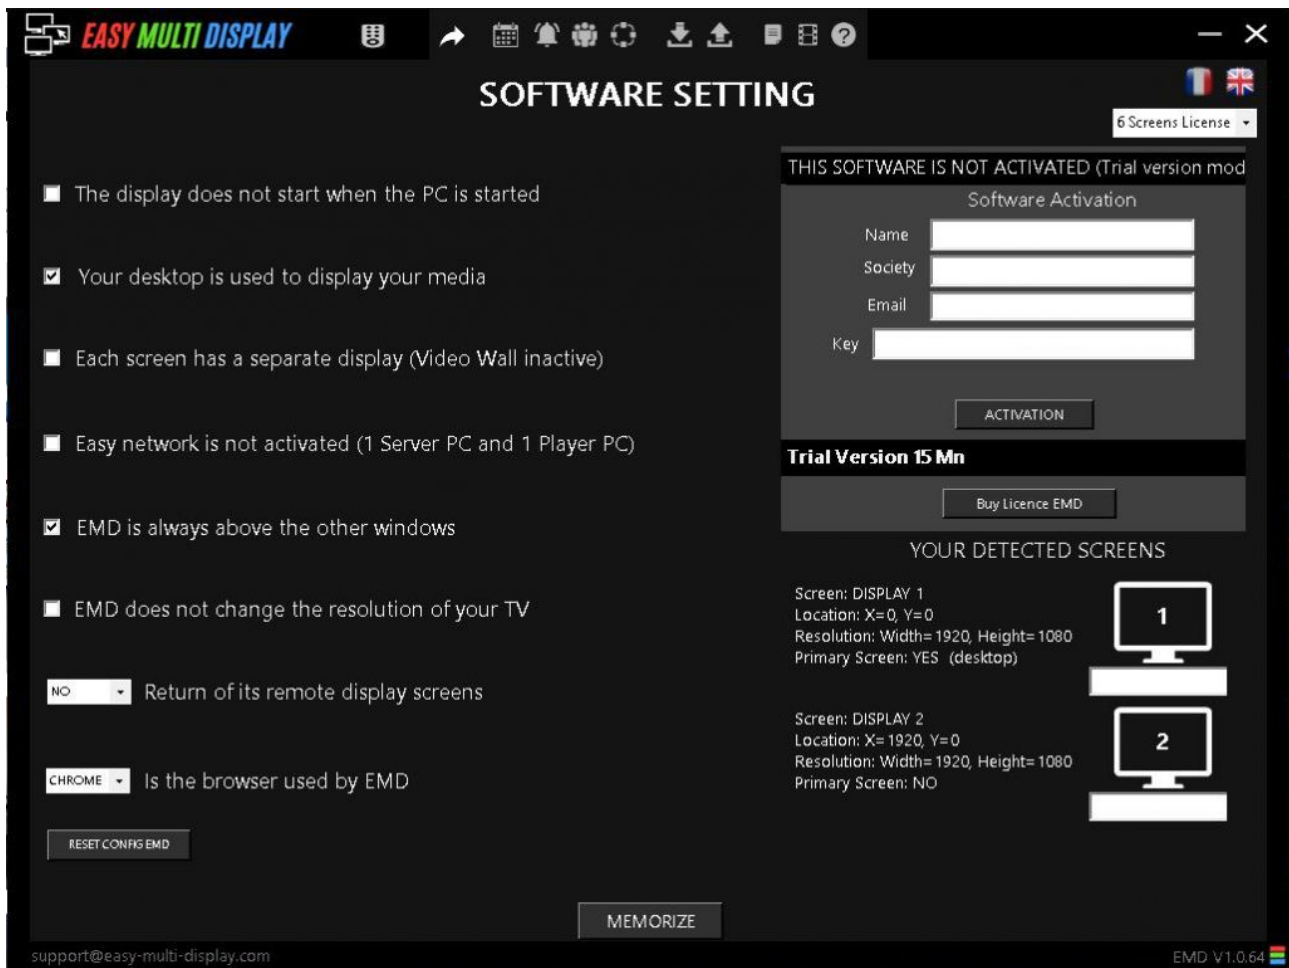 EASY MULTI DISPLAY
SOFTWARE SETTING
6 Screens License
The display does not start when the PC is started
Your desktop is used to display your media
Each screen has a separate display (Video Wall inactive)
Easy network is not activated (1 Server PC and 1 Player PC)
EMD is always above the other windows
EMD does not change the resolution of your TV
NO Return of its remote display screens
CHROME Is the browser used by EMD
RESET CONFIG EMD
THIS SOFTWARE IS NOT ACTIVATED (Trial version mod
Software Activation
Name
Society
Email
Key
ACTIVATION
Trial Version 15 Mn
Buy Licence EMD
YOUR DETECTED SCREENS
Screen: DISPLAY 1
Location: X=0, Y=0
Resolution: Width=1920, Height=1080
Primary Screen: YES (desktop)
1
Screen: DISPLAY 2
Location: X=1920, Y=0
Resolution: Width=1920, Height=1080
Primary Screen: NO
2
MEMORIZE
support@easy-multi-display.com
EMD V1.0.64